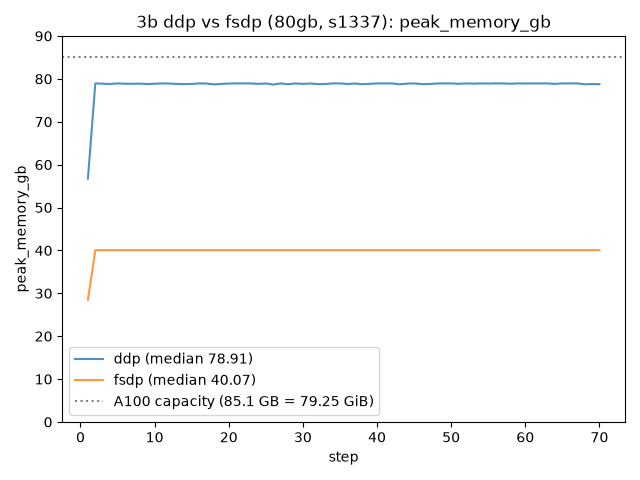 3b ddp vs fsdp (80gb, s1337): peak_memory_gb
90
80
70
60
50
40
30
20
10
0
peak_memory_gb
ddp (median 78.91)
fsdp (median 40.07)
A100 capacity (85.1 GB = 79.25 GiB)
0 10 20 30 40 50 60 70
step